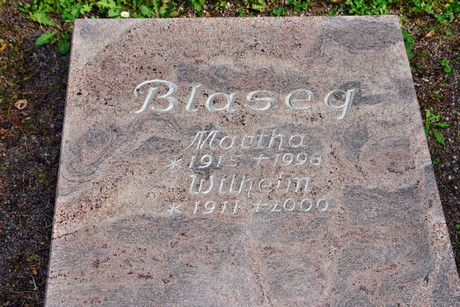 Blaseg
Martha
* 1915 + 1998
Wilhelm
* 1911 + 2000